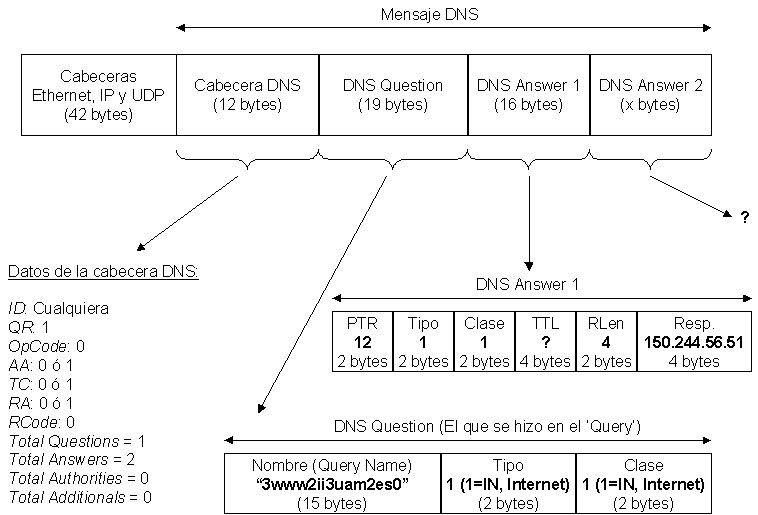 Mensaje DNS
Cabeceras
Ethernet, IP y UDP
(42 bytes)
Cabecera DNS
(12 bytes)
DNS Question
(19 bytes)
DNS Answer 1
(16 bytes)
DNS Answer 2
(x bytes)
?
Datos de la cabecera DNS:
ID: Cualquiera
QR: 1
OpCode: 0
AA: 0 ó 1
TC: 0 ó 1
RA: 0 ó 1
RCode: 0
Total Questions = 1
Total Answers = 2
Total Authorities = 0
Total Additionals = 0
DNS Answer 1
PTR
12
2 bytes
Tipo
1
2 bytes
Clase
1
2 bytes
TTL
?
4 bytes
RLen
4
2 bytes
Resp.
150.244.56.51
4 bytes
DNS Question (El que se hizo en el 'Query')
Nombre (Query Name)
“3www2ii3uam2es0”
(15 bytes)
Tipo
1 (1=IN, Internet)
(2 bytes)
Clase
1 (1=IN, Internet)
(2 bytes)